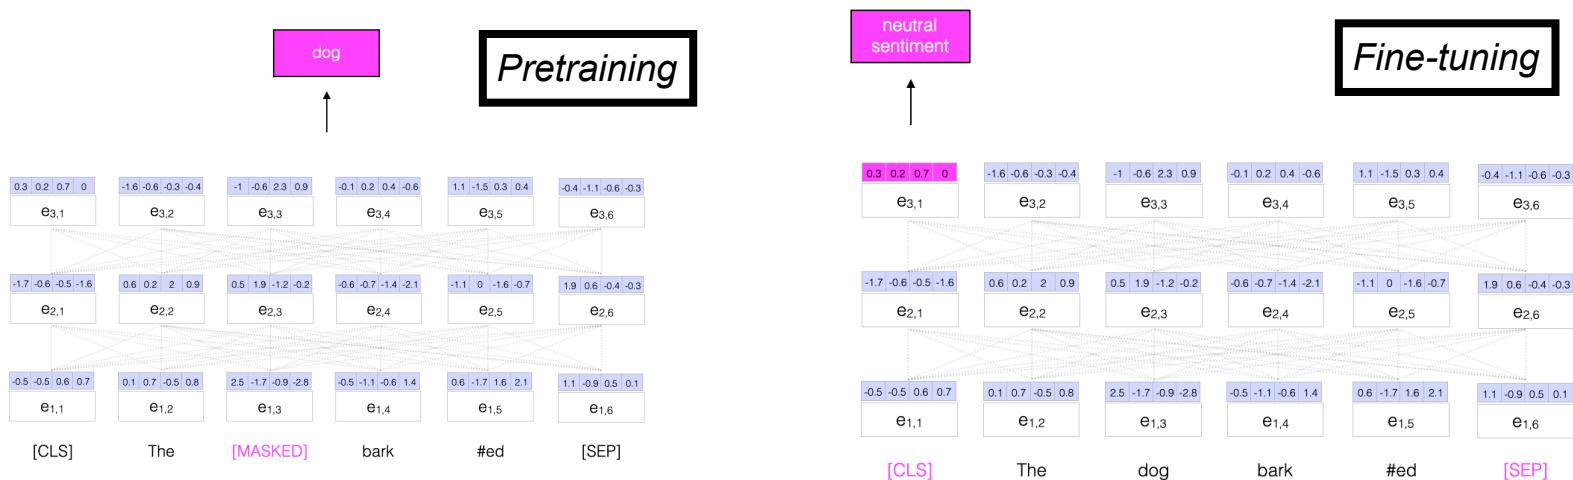 dog
Pretraining
0.3 0.2 0.7 0 -1.6 -0.6 -0.3 -0.4 -1 -0.6 2.3 0.9 -0.1 0.2 0.4 -0.6 1.1 -1.5 0.3 0.4 -0.4 -1.1 -0.6 -0.3
e3,1 e3,2 e3,3 e3,4 e3,5 e3,6
-1.7 -0.6 -0.5 -1.6 0.6 0.2 2 0.9 0.5 1.9 -1.2 -0.2 -0.6 -0.7 -1.4 -2.1 -1.1 0 -1.6 -0.7 1.9 0.6 -0.4 -0.3
e2,1 e2,2 e2,3 e2,4 e2,5 e2,6
-0.5 -0.5 0.6 0.7 0.1 0.7 -0.5 0.8 2.5 -1.7 -0.9 -2.8 -0.5 -1.1 -0.6 1.4 0.6 -1.7 1.6 2.1 1.1 -0.9 0.5 0.1
e1,1 e1,2 e1,3 e1,4 e1,5 e1,6
[CLS] The [MASKED] bark #ed [SEP]
neutral
sentiment
Fine-tuning
0.3 0.2 0.7 0 -1.6 -0.6 -0.3 -0.4 -1 -0.6 2.3 0.9 -0.1 0.2 0.4 -0.6 1.1 -1.5 0.3 0.4 -0.4 -1.1 -0.6 -0.3
e3,1 e3,2 e3,3 e3,4 e3,5 e3,6
-1.7 -0.6 -0.5 -1.6 0.6 0.2 2 0.9 0.5 1.9 -1.2 -0.2 -0.6 -0.7 -1.4 -2.1 -1.1 0 -1.6 -0.7 1.9 0.6 -0.4 -0.3
e2,1 e2,2 e2,3 e2,4 e2,5 e2,6
-0.5 -0.5 0.6 0.7 0.1 0.7 -0.5 0.8 2.5 -1.7 -0.9 -2.8 -0.5 -1.1 -0.6 1.4 0.6 -1.7 1.6 2.1 1.1 -0.9 0.5 0.1
e1,1 e1,2 e1,3 e1,4 e1,5 e1,6
[CLS] The dog bark #ed [SEP]